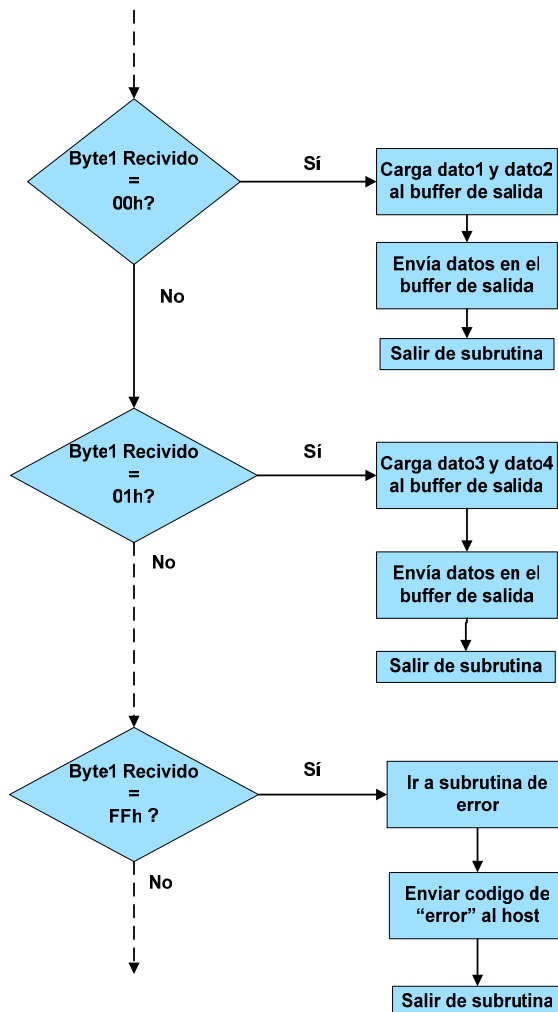 Byte1 Recivido
=
00h?
Sí
Carga dato1 y dato2
al buffer de salida
Envía datos en el
buffer de salida
Salir de subrutina
No
Byte1 Recivido
=
01h?
Sí
Carga dato3 y dato4
al buffer de salida
Envía datos en el
buffer de salida
Salir de subrutina
No
Byte1 Recivido
=
FFh ?
Sí
Ir a subrutina de
error
Enviar codigo de
“error” al host
Salir de subrutina
No